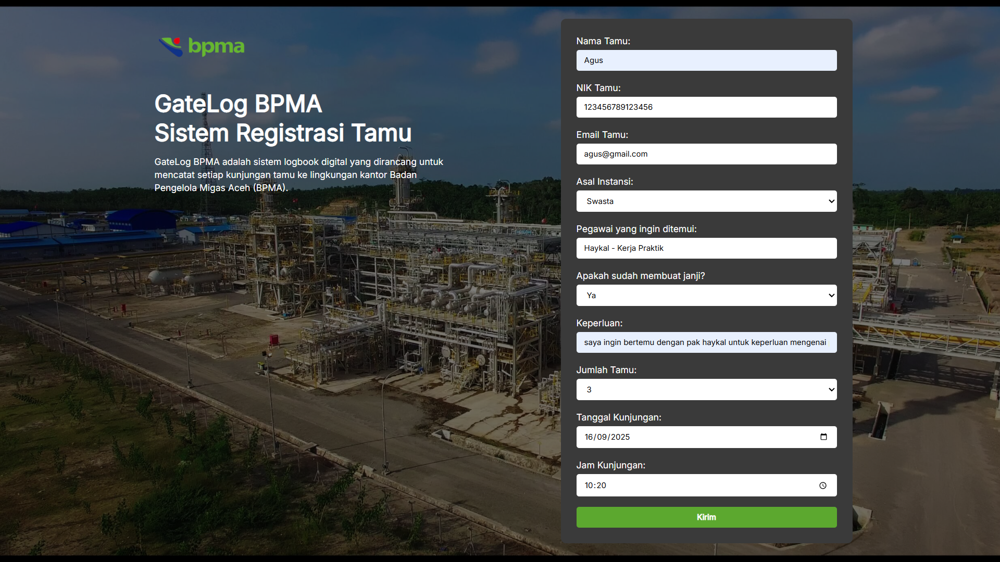 bpma
GateLog BPMA
Sistem Registrasi Tamu
GateLog BPMA adalah sistem logbook digital yang dirancang untuk
mencatat setiap kunjungan tamu ke lingkungan kantor Badan
Pengelola Migas Aceh (BPMA).
Nama Tamu:
Agus
NIK Tamu:
123456789123456
Email Tamu:
agus@gmail.com
Asal Instansi:
Swasta
Pegawai yang ingin ditemui:
Haykal - Kerja Praktik
Apakah sudah membuat janji?
Ya
Keperluan:
saya ingin bertemu dengan pak haykal untuk keperluan mengenai
Jumlah Tamu:
3
Tanggal Kunjungan:
16/09/2025
Jam Kunjungan:
10:20
Kirim